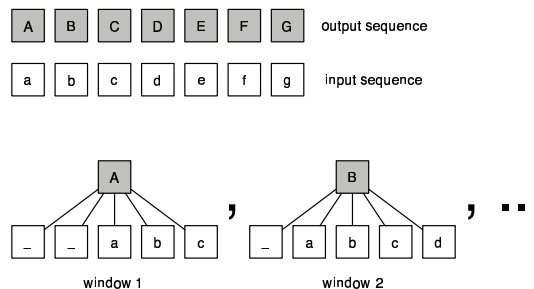 A B C D E F G output sequence
a b c d e f g input sequence
A , B , ..
_ _ a b c _ a b c d
window 1 window 2